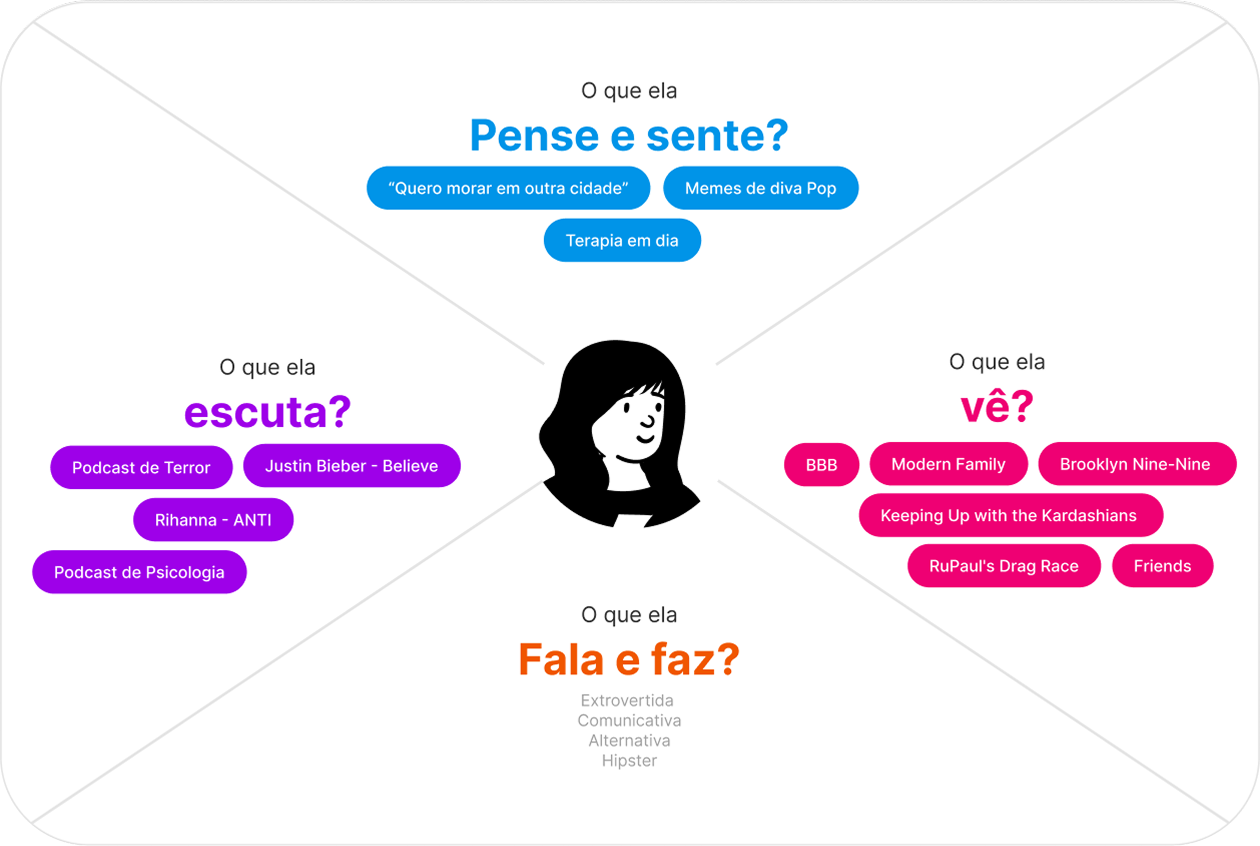 O que ela
Pense e sente?
“Quero morar em outra cidade”
Memes de diva Pop
Terapia em dia
O que ela
escuta?
Podcast de Terror
Justin Bieber - Believe
Rihanna - ANTI
Podcast de Psicologia
O que ela
vê?
BBB
Modern Family
Brooklyn Nine-Nine
Keeping Up with the Kardashians
RuPaul's Drag Race
Friends
O que ela
Fala e faz?
Extrovertida
Comunicativa
Alternativa
Hipster